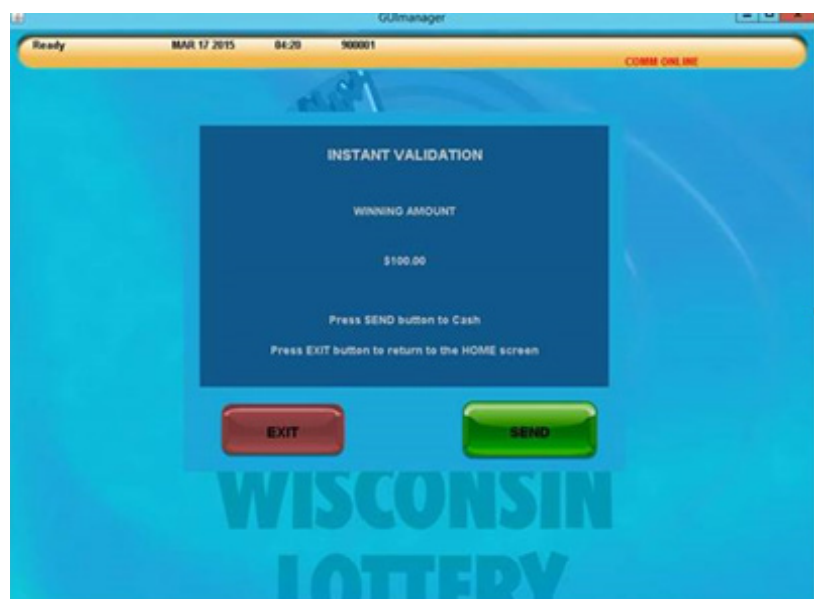 GUImanager
Ready MAR 17 2015 04:20 900001
COMM ONLINE
INSTANT VALIDATION
WINNING AMOUNT
$100.00
Press SEND button to Cash
Press EXIT button to return to the HOME screen
EXIT SEND
WISCONSIN
LOTTERY